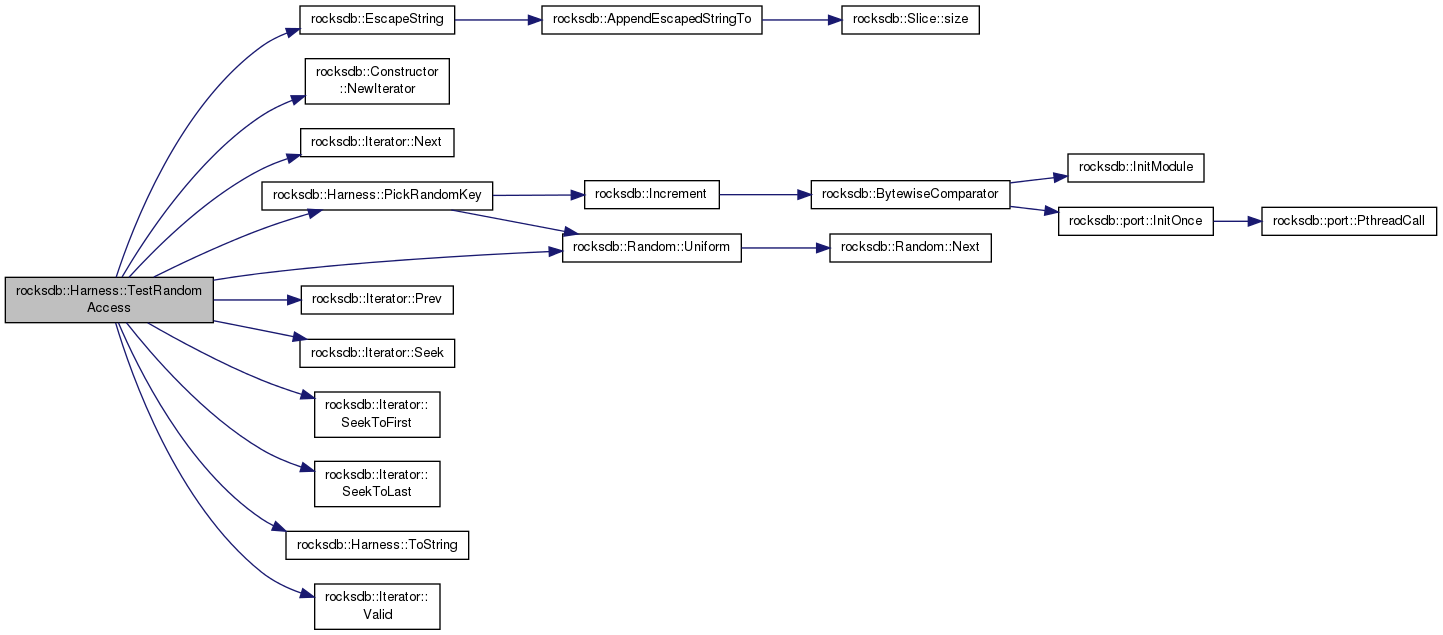 rocksdb::EscapeString
rocksdb::AppendEscapedStringTo
rocksdb::Slice::size
rocksdb::Constructor
::NewIterator
rocksdb::Iterator::Next
rocksdb::InitModule
rocksdb::Harness::PickRandomKey
rocksdb::Increment
rocksdb::BytewiseComparator
rocksdb::port::InitOnce
rocksdb::port::PthreadCall
rocksdb::Random::Uniform
rocksdb::Random::Next
rocksdb::Harness::TestRandom
Access
rocksdb::Iterator::Prev
rocksdb::Iterator::Seek
rocksdb::Iterator::
SeekToFirst
rocksdb::Iterator::
SeekToLast
rocksdb::Harness::ToString
rocksdb::Iterator::
Valid